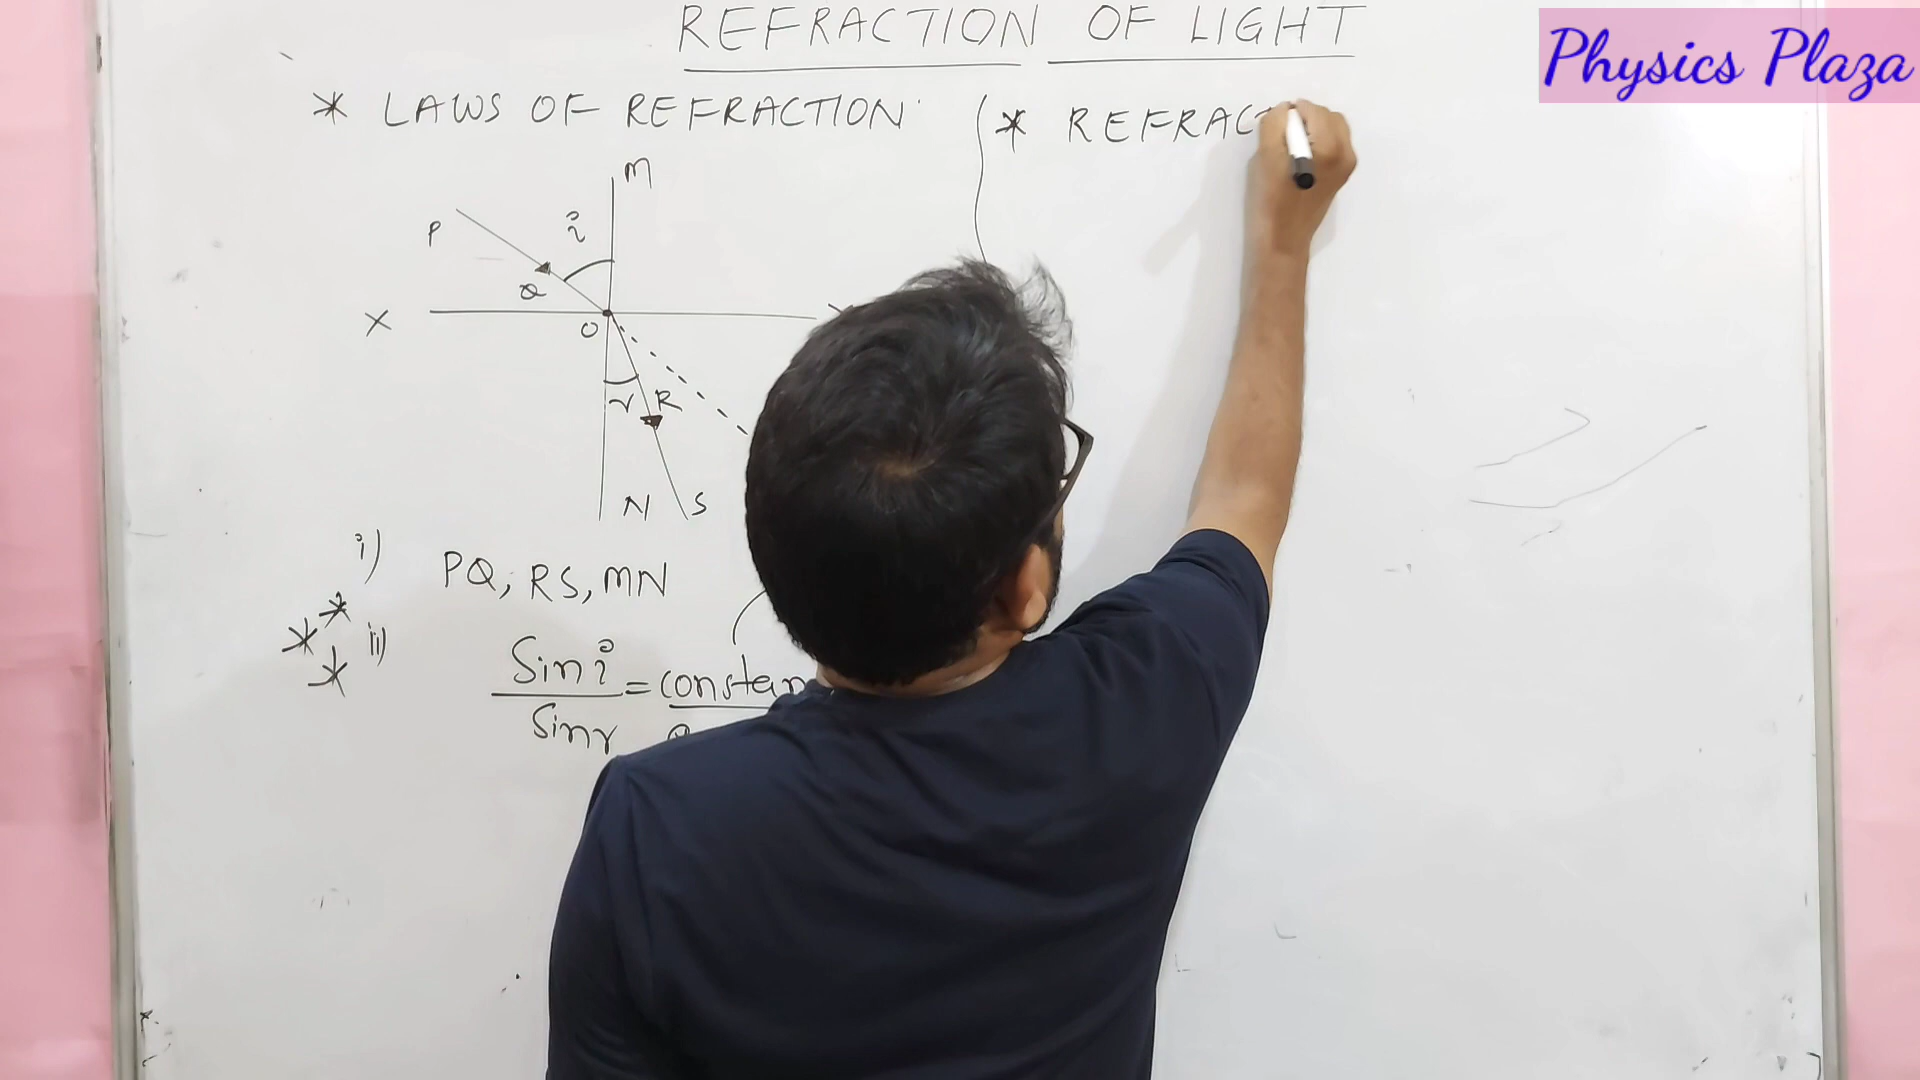 REFRACTION OF LIGHT
Physics Plaza
* LAWS OF REFRACTION
* REFRAC
M
P
i
Q
X
O
r R
N S
i) PQ, RS, MN
ii)
Sin i
= constan
Sin r